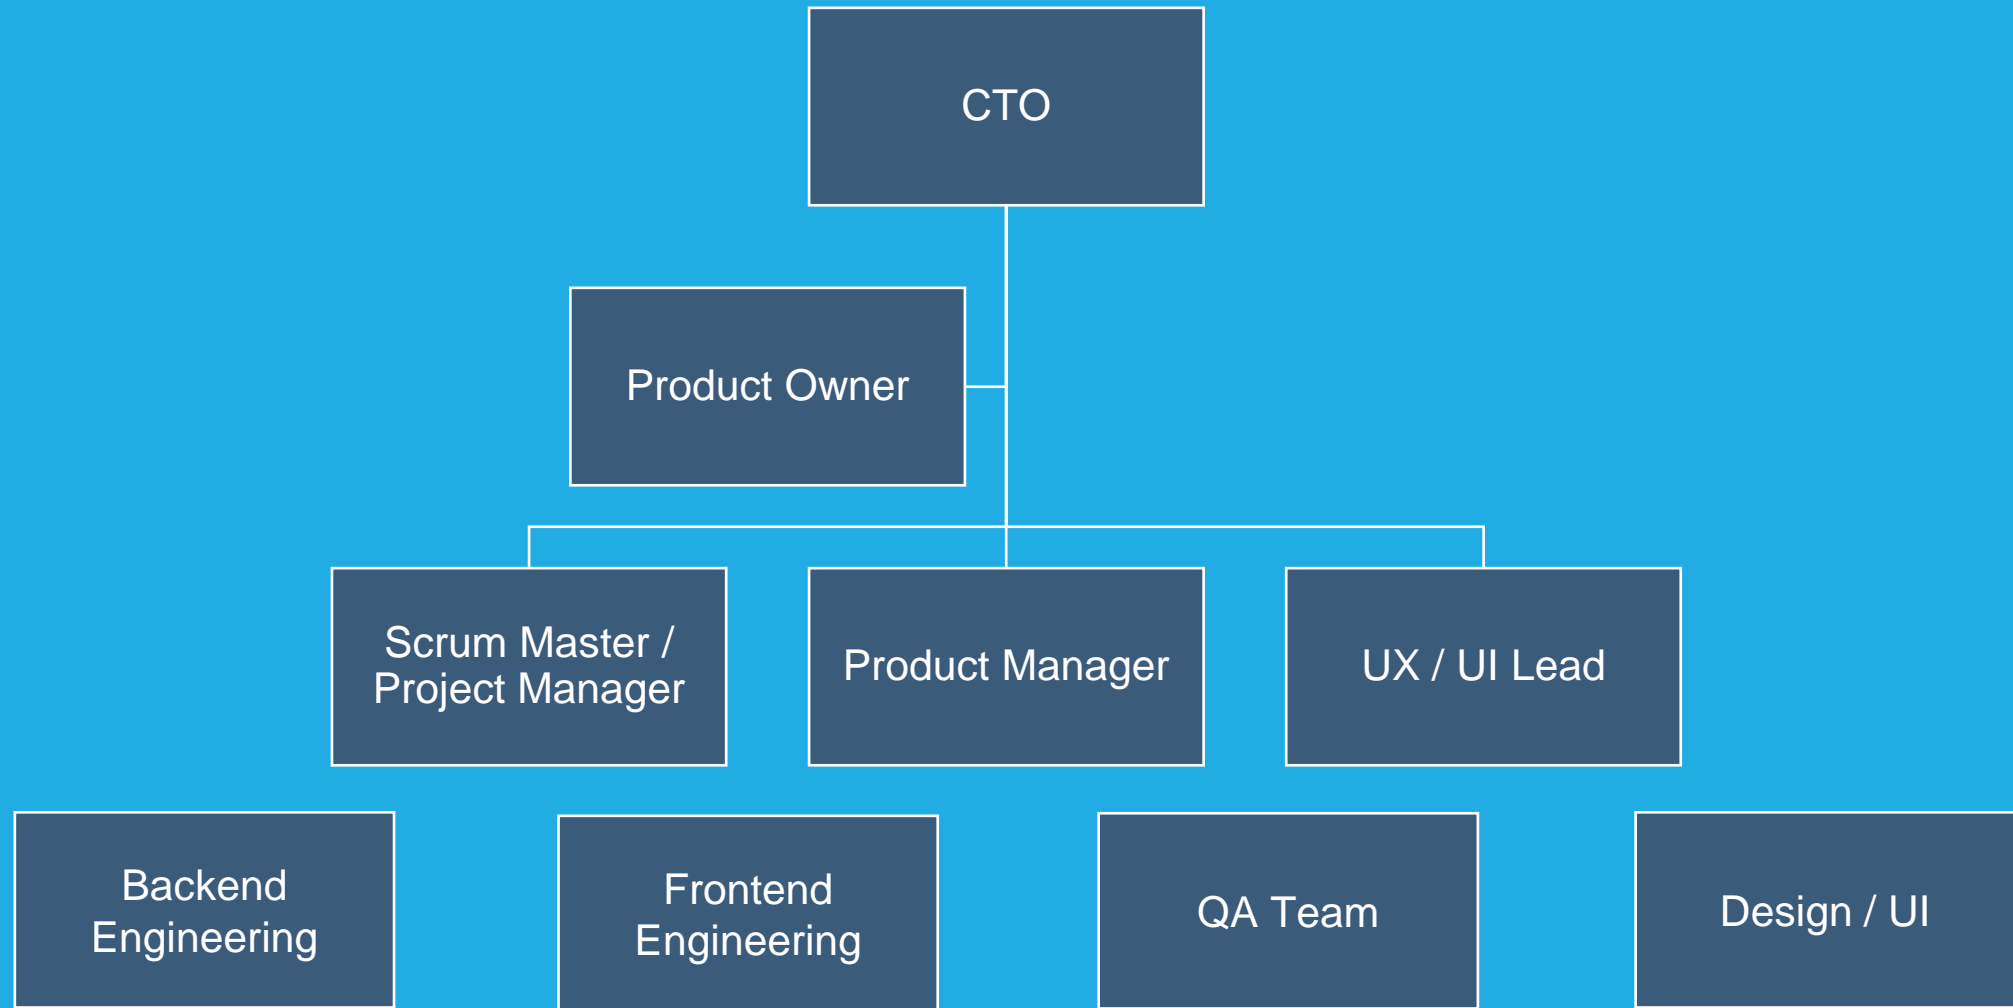 CTO
Product Owner
Scrum Master /
Project Manager
Product Manager
UX / UI Lead
Backend
Engineering
Frontend
Engineering
QA Team
Design / UI